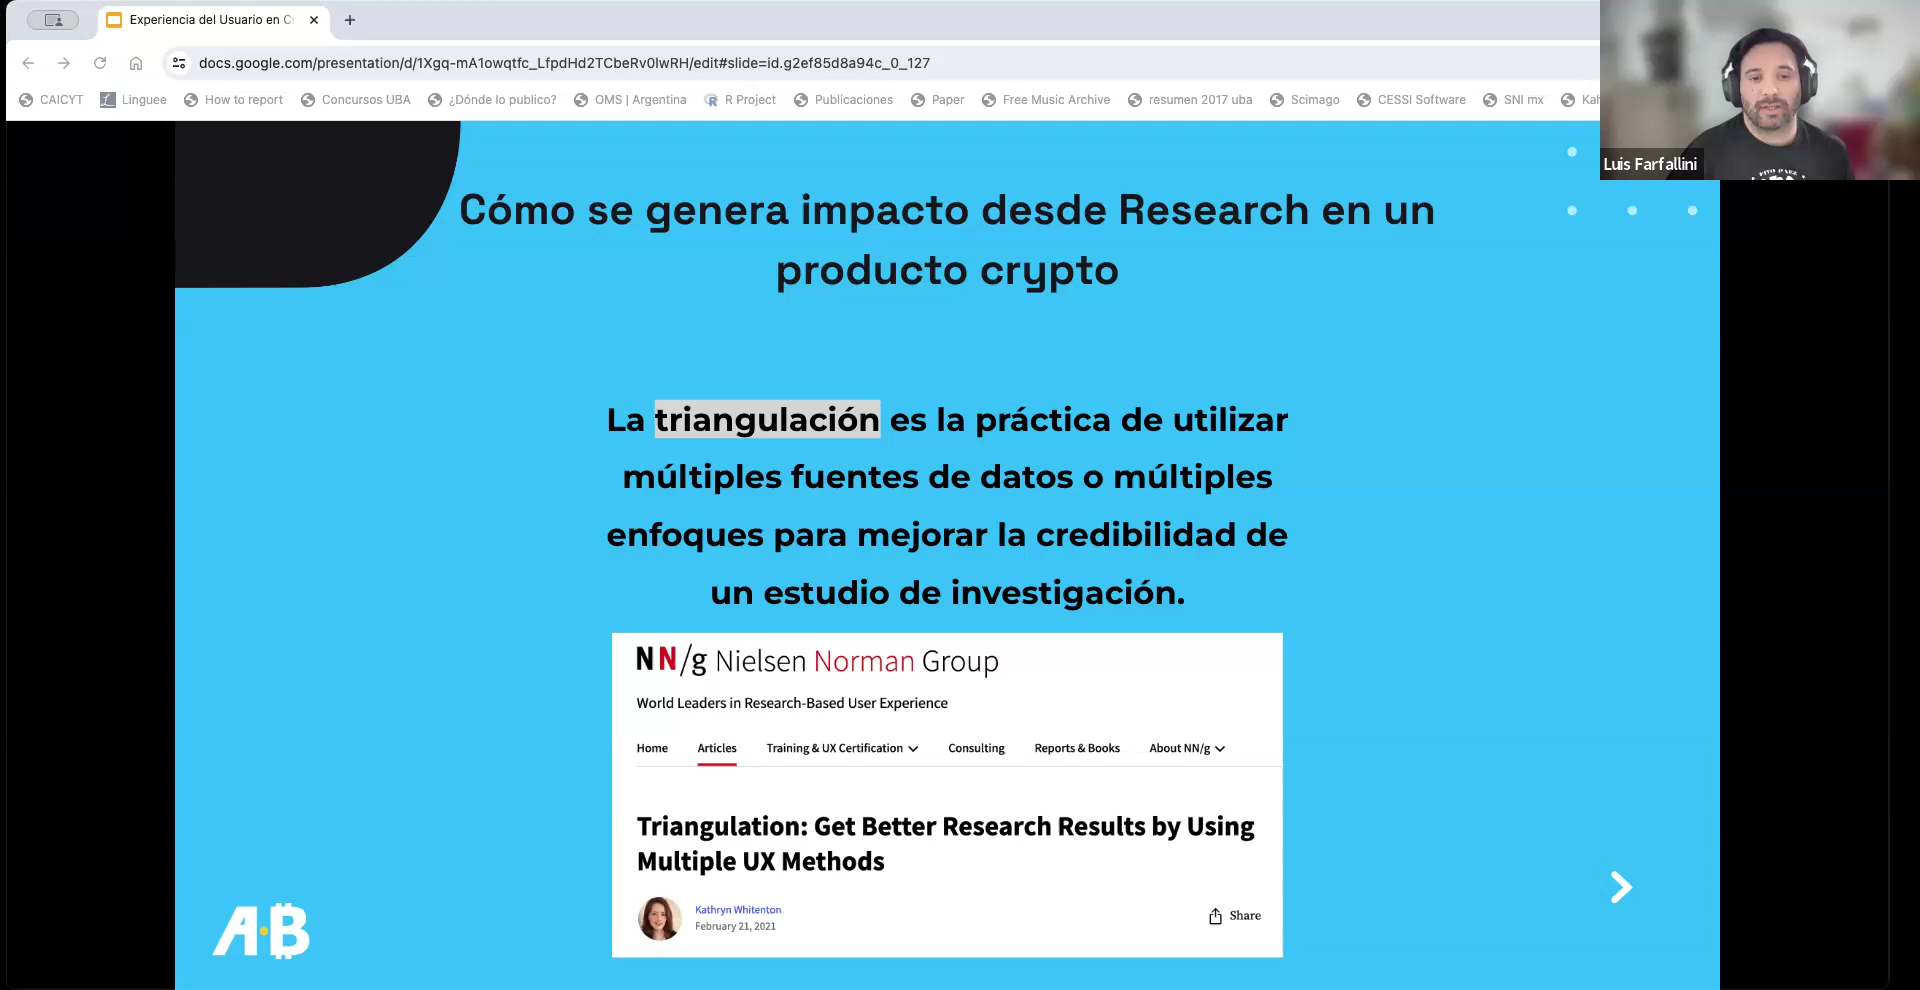 Experiencia del Usuario en C
docs.google.com/presentation/d/1Xgq-mA1owqtfc_LfpdHd2TCbeRv0lwRH/edit#slide=id.g2ef85d8a94c_0_127
CAICYT Linguee How to report Concursos UBA ¿Dónde lo publico? OMS | Argentina R Project Publicaciones Paper Free Music Archive resumen 2017 uba Scimago CESSI Software SNI mx
Luis Farfallini
Cómo se genera impacto desde Research en un
producto crypto
La triangulación es la práctica de utilizar
múltiples fuentes de datos o múltiples
enfoques para mejorar la credibilidad de
un estudio de investigación.
NN/g Nielsen Norman Group
World Leaders in Research-Based User Experience
Home Articles Training & UX Certification Consulting Reports & Books About NN/g
Triangulation: Get Better Research Results by Using
Multiple UX Methods
Kathryn Whitenton
February 21, 2021
Share
A·B